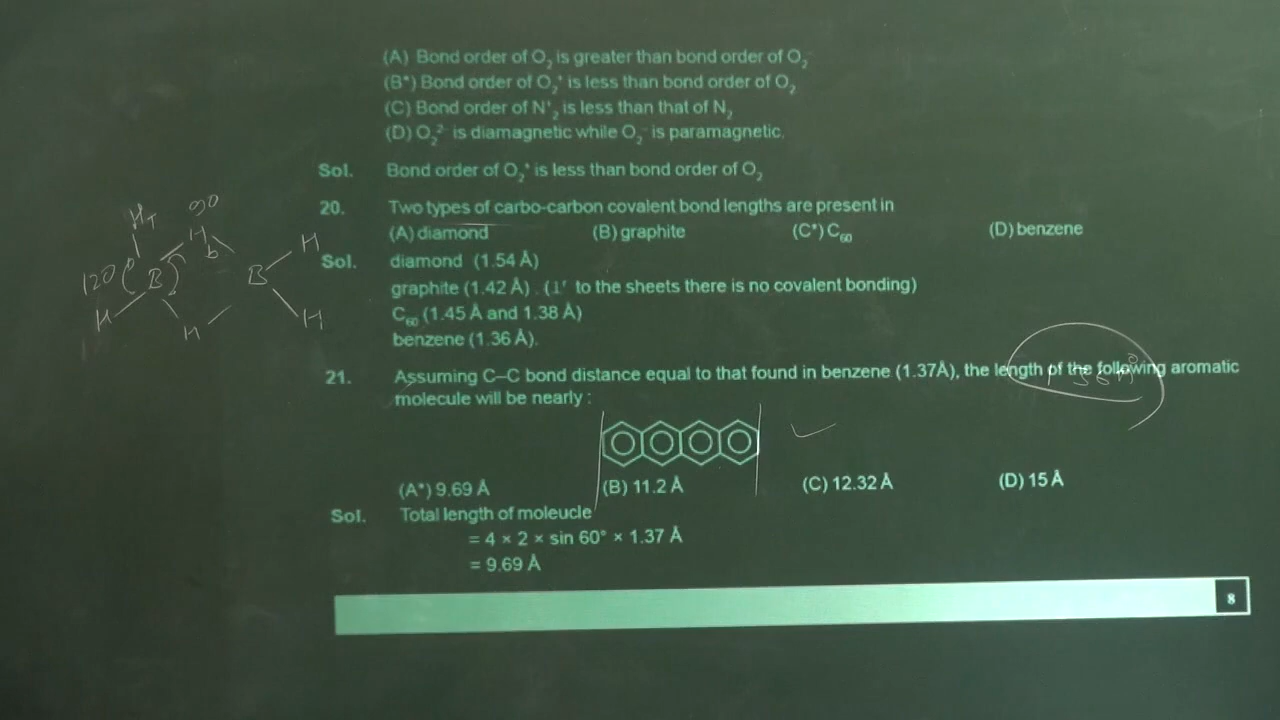 (A) Bond order of O₂ is greater than bond order of O₂⁻
(B*) Bond order of O₂⁺ is less than bond order of O₂
(C) Bond order of N⁺₂ is less than that of N₂
(D) O₂²⁻ is diamagnetic while O₂⁻ is paramagnetic.
Sol. Bond order of O₂⁺ is less than bond order of O₂
20. Two types of carbo-carbon covalent bond lengths are present in
(A) diamond (B) graphite (C*) C₆₀ (D) benzene
Sol. diamond (1.54 Å)
graphite (1.42 Å) . (⊥ʳ to the sheets there is no covalent bonding)
C₆₀ (1.45 Å and 1.38 Å)
benzene (1.36 Å).
21. Assuming C–C bond distance equal to that found in benzene (1.37Å), the length of the following aromatic
molecule will be nearly :
(A*) 9.69 Å (B) 11.2 Å (C) 12.32 Å (D) 15 Å
Sol. Total length of moleucle
= 4 × 2 × sin 60° × 1.37 Å
= 9.69 Å
8
H_T 90
H_b H
120 B B
H H H